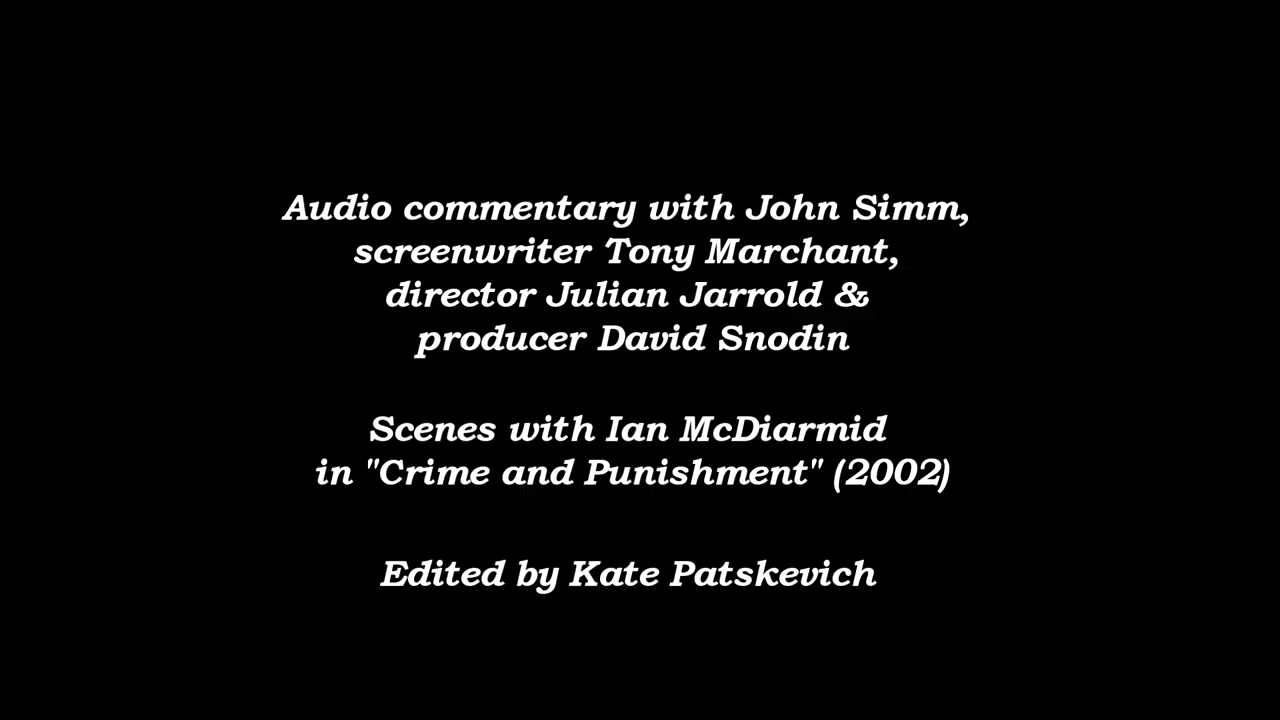 Audio commentary with John Simm,
screenwriter Tony Marchant,
director Julian Jarrold &
producer David Snodin
Scenes with Ian McDiarmid
in "Crime and Punishment" (2002)
Edited by Kate Patskevich